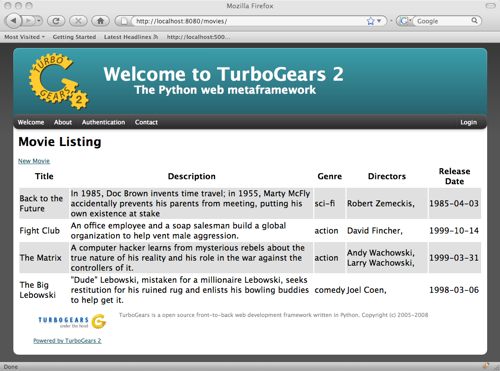 Mozilla Firefox
http://localhost:8080/movies/
Google
Most Visited
Getting Started
Latest Headlines
http://localhost:500...
TURBO
GEARS 2
Welcome to TurboGears 2
The Python web metaframework
Welcome About Authentication Contact Login
Movie Listing
New Movie
Title Description Genre Directors Release Date
Back to the Future
In 1985, Doc Brown invents time travel; in 1955, Marty McFly
accidentally prevents his parents from meeting, putting his
own existence at stake
sci-fi
Robert Zemeckis,
1985-04-03
Fight Club
An office employee and a soap salesman build a global
organization to help vent male aggression.
action
David Fincher,
1999-10-14
The Matrix
A computer hacker learns from mysterious rebels about the
true nature of his reality and his role in the war against the
controllers of it.
action
Andy Wachowski,
Larry Wachowski,
1999-03-31
The Big
Lebowski
"Dude" Lebowski, mistaken for a millionaire Lebowski, seeks
restitution for his ruined rug and enlists his bowling buddies
to help get it.
comedy
Joel Coen,
1998-03-06
TURBOGEARS
under the hood
TurboGears is a open source front-to-back web development framework written in Python. Copyright (c) 2005-2008
Powered by TurboGears 2
Done